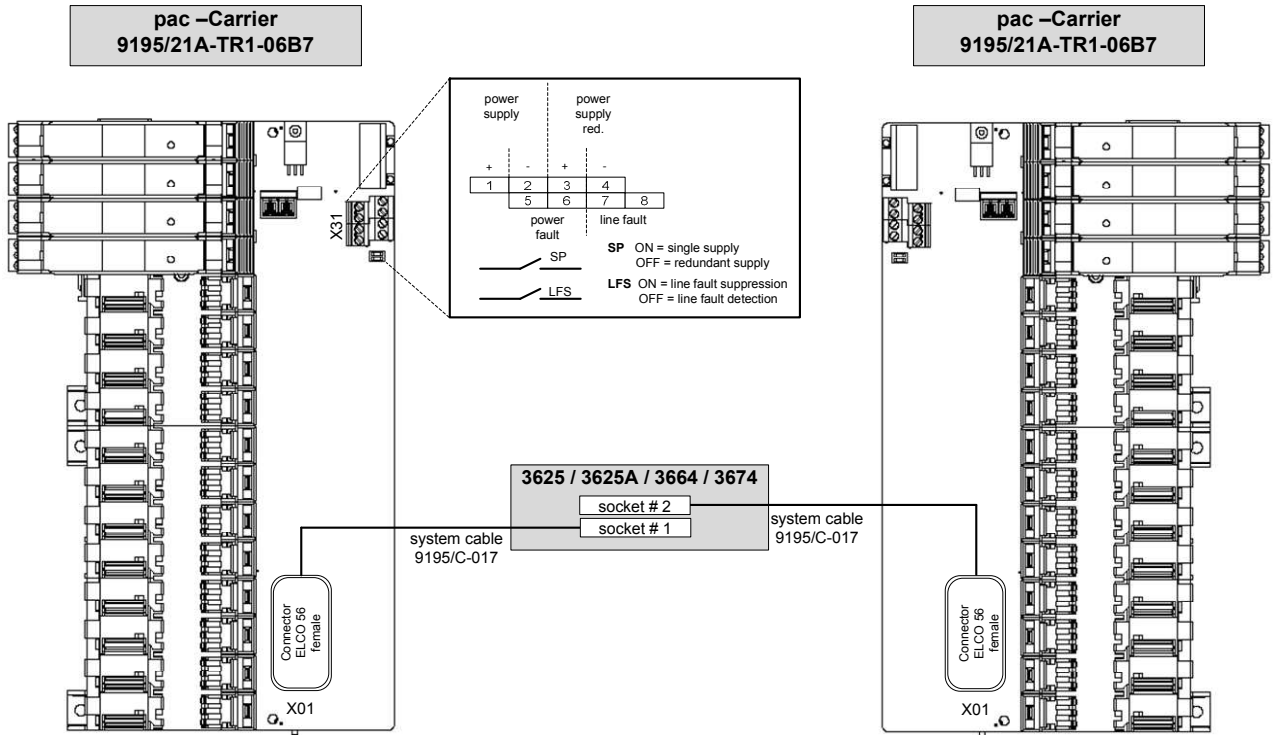 pac –Carrier
9195/21A-TR1-06B7
pac –Carrier
9195/21A-TR1-06B7
power
supply
power
supply
red.
+ - + -
1 2 3 4
5 6 7 8
power
fault
line fault
SP
LFS
SP ON = single supply
OFF = redundant supply
LFS ON = line fault suppression
OFF = line fault detection
X31
3625 / 3625A / 3664 / 3674
socket # 2
socket # 1
system cable
9195/C-017
system cable
9195/C-017
Connector
ELCO 56
female
X01
Connector
ELCO 56
female
X01